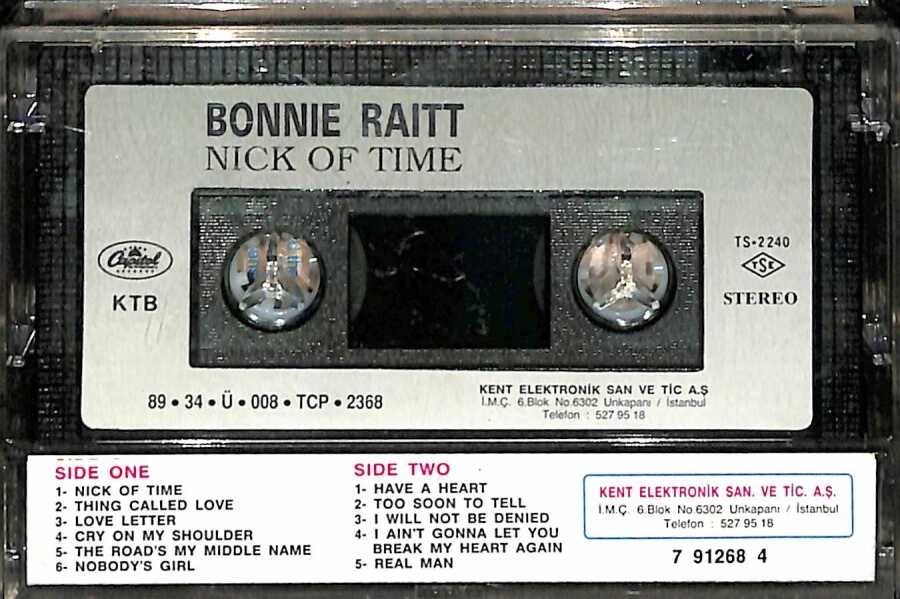 BONNIE RAITT
NICK OF TIME
Capitol
RECORDS
KTB
TS-2240
TSE
STEREO
89 • 34 • Ü • 008 • TCP • 2368
KENT ELEKTRONİK SAN VE TİC A.Ş
İ.M.Ç. 6.Blok No.6302 Unkapanı / İstanbul
Telefon : 527 95 18
SIDE ONE
1- NICK OF TIME
2- THING CALLED LOVE
3- LOVE LETTER
4- CRY ON MY SHOULDER
5- THE ROAD'S MY MIDDLE NAME
6- NOBODY'S GIRL
SIDE TWO
1- HAVE A HEART
2- TOO SOON TO TELL
3- I WILL NOT BE DENIED
4- I AIN'T GONNA LET YOU
BREAK MY HEART AGAIN
5- REAL MAN
KENT ELEKTRONİK SAN. VE TİC. A.Ş.
İ.M.Ç. 6.Blok No 6302 Unkapanı / İstanbul
Telefon : 527 95 18
7 91268 4